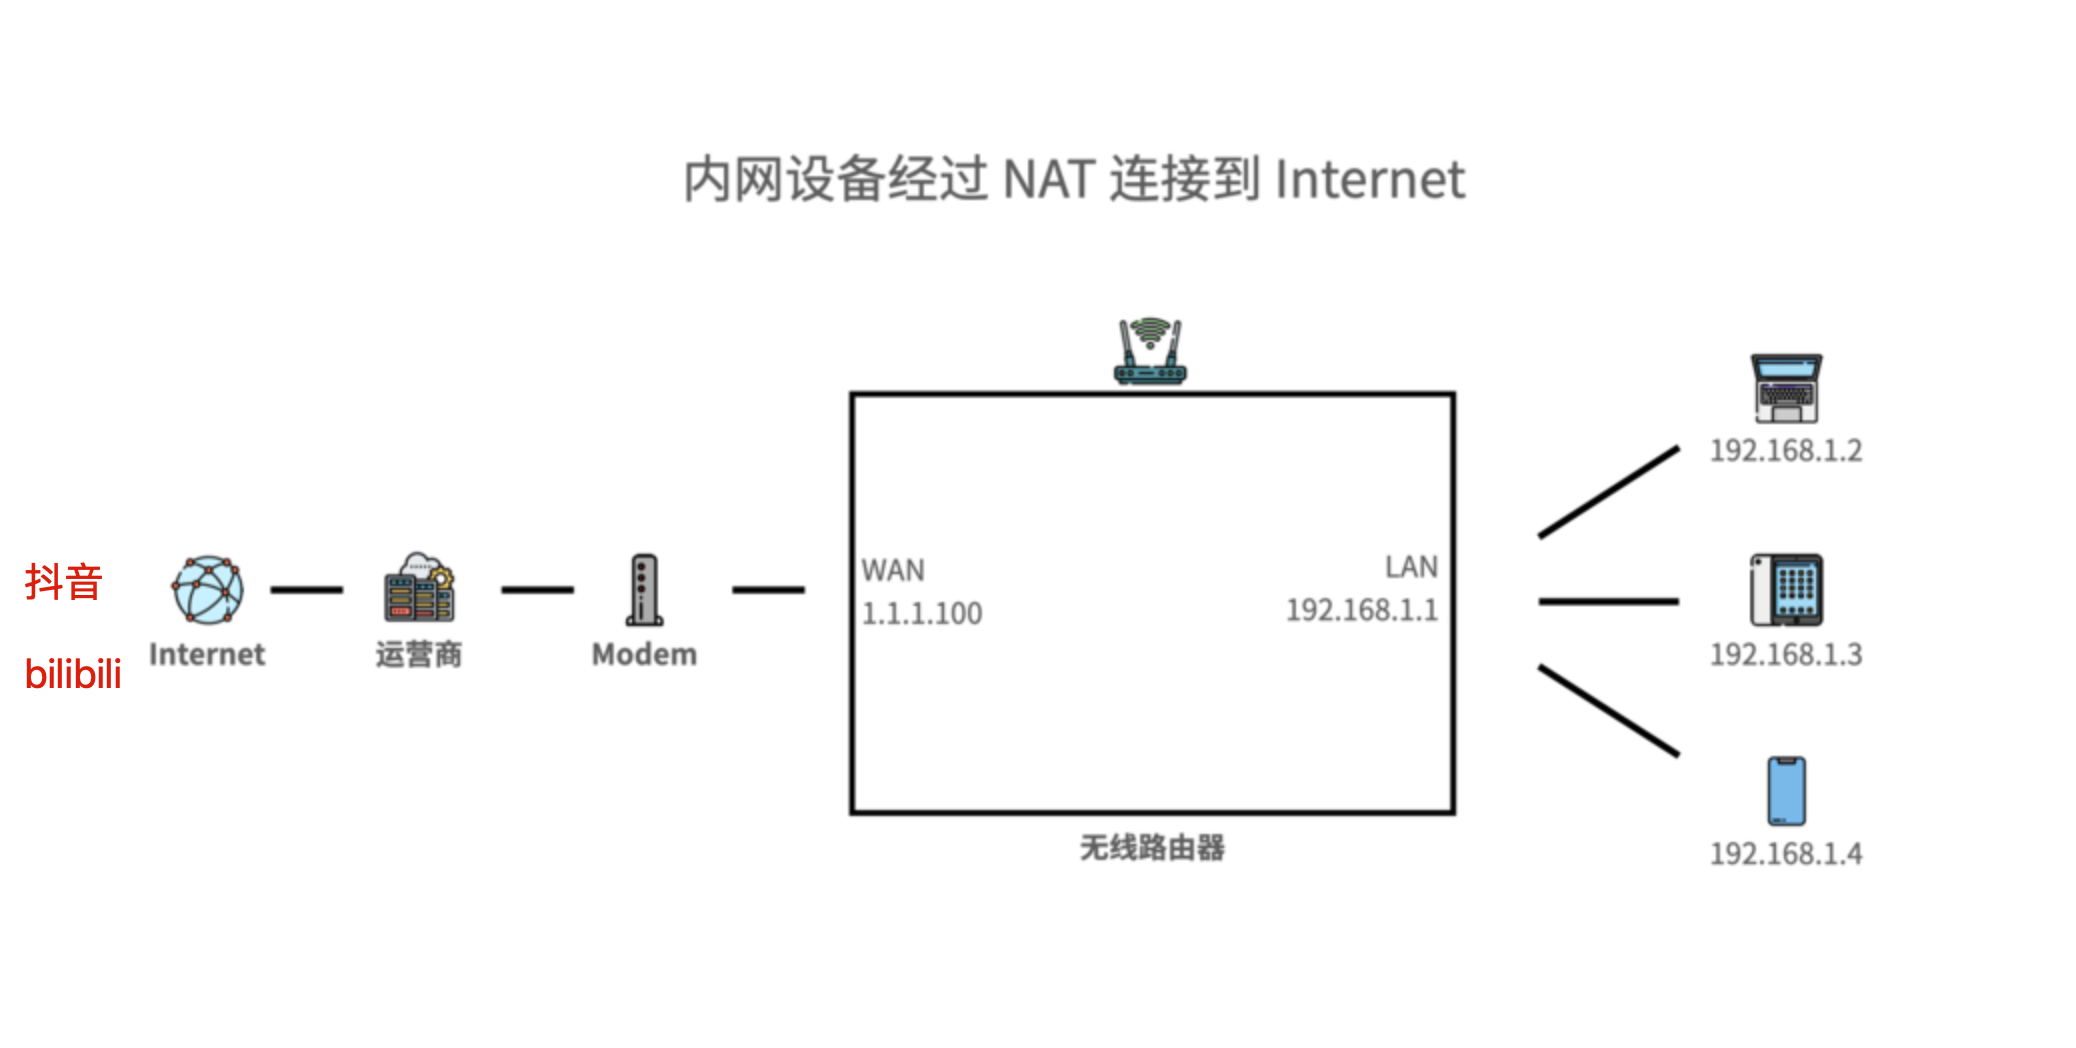 内网设备经过 NAT 连接到 Internet
192.168.1.2
抖音
bilibili
Internet
运营商
Modem
WAN
1.1.1.100
LAN
192.168.1.1
192.168.1.3
无线路由器
192.168.1.4